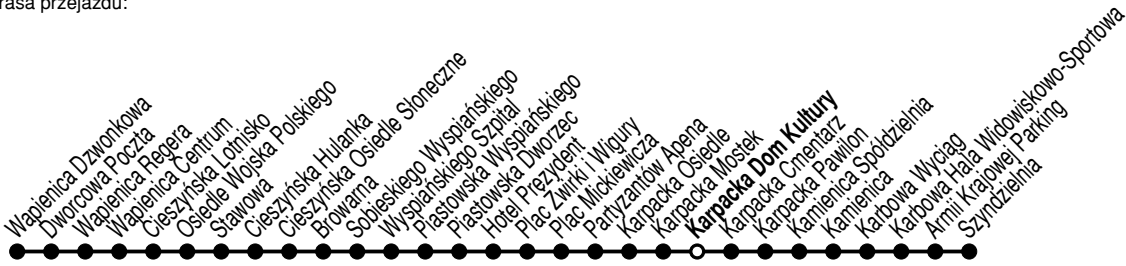 rasa przejazdu:
Wapienica Dzwonkowa
Dworcowa Poczta
Wapienica Regera
Wapienica Centrum
Cieszyńska Lotnisko
Osiedle Wojska Polskiego
Stawowa
Cieszyńska Hulanka
Cieszyńska Osiedle Słoneczne
Browarna
Sobieskiego Wyspiańskiego
Wyspiańskiego Szpital
Piastowska Wyspiańskiego
Piastowska Dworzec
Hotel Prezydent
Plac Żwirki i Wigury
Plac Mickiewicza
Partyzantów Apena
Karpacka Osiedle
Karpacka Mostek
Karpacka Dom Kultury
Karpacka Cmentarz
Karpacka Pawilon
Kamienica Spółdzielnia
Kamienica
Karbowa Wyciąg
Karbowa Hala Widowiskowo-Sportowa
Armii Krajowej Parking
Szyndzielnia